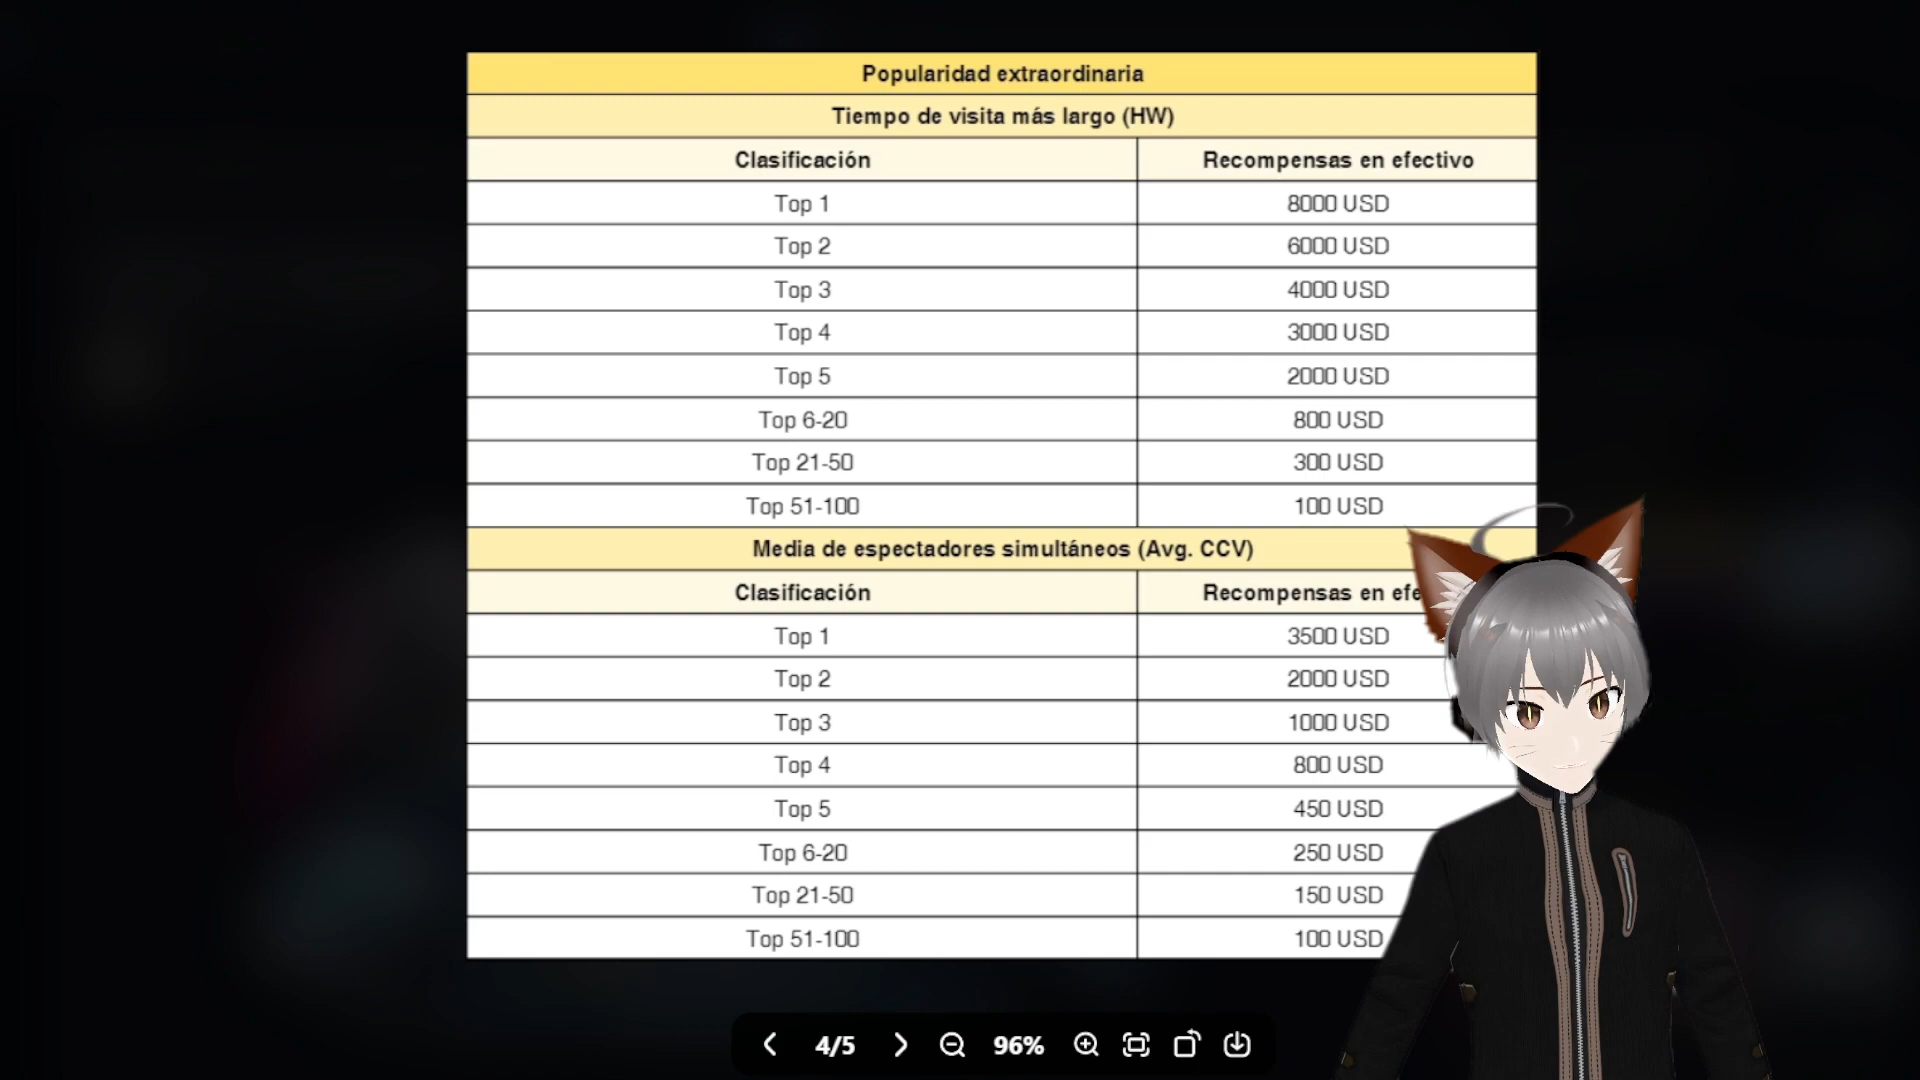 Popularidad extraordinaria
Tiempo de visita más largo (HW)
Clasificación Recompensas en efectivo
Top 1 8000 USD
Top 2 6000 USD
Top 3 4000 USD
Top 4 3000 USD
Top 5 2000 USD
Top 6-20 800 USD
Top 21-50 300 USD
Top 51-100 100 USD
Media de espectadores simultáneos (Avg. CCV)
Clasificación Recompensas en efe
Top 1 3500 USD
Top 2 2000 USD
Top 3 1000 USD
Top 4 800 USD
Top 5 450 USD
Top 6-20 250 USD
Top 21-50 150 USD
Top 51-100 100 USD
4/5 96%